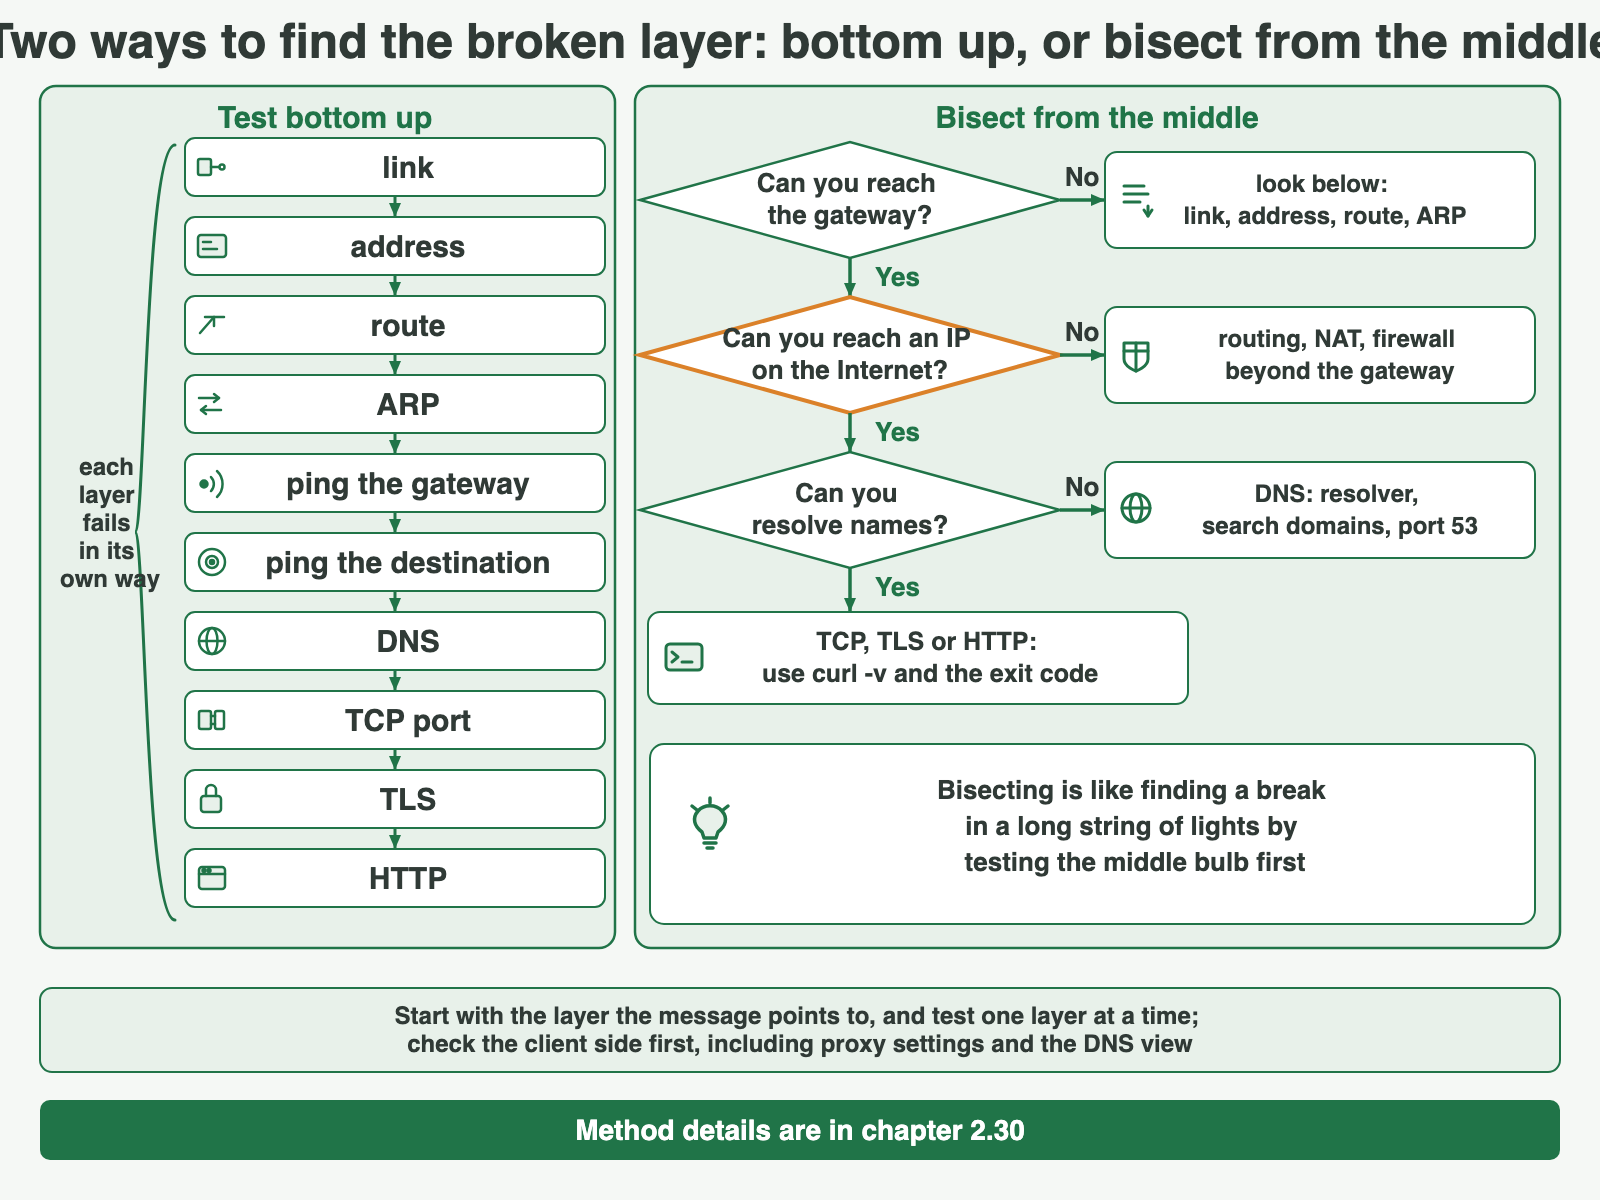 Two ways to find the broken layer: bottom up, or bisect from the middle
Test bottom up
link
address
route
ARP
ping the gateway
ping the destination
DNS
TCP port
TLS
HTTP
each
layer
fails
in its
own way
Bisect from the middle
Can you reach
the gateway?
No
look below:
link, address, route, ARP
Yes
Can you reach an IP
on the Internet?
No
routing, NAT, firewall
beyond the gateway
Yes
Can you
resolve names?
No
DNS: resolver,
search domains, port 53
Yes
TCP, TLS or HTTP:
use curl -v and the exit code
Bisecting is like finding a break
in a long string of lights by
testing the middle bulb first
Start with the layer the message points to, and test one layer at a time;
check the client side first, including proxy settings and the DNS view
Method details are in chapter 2.30